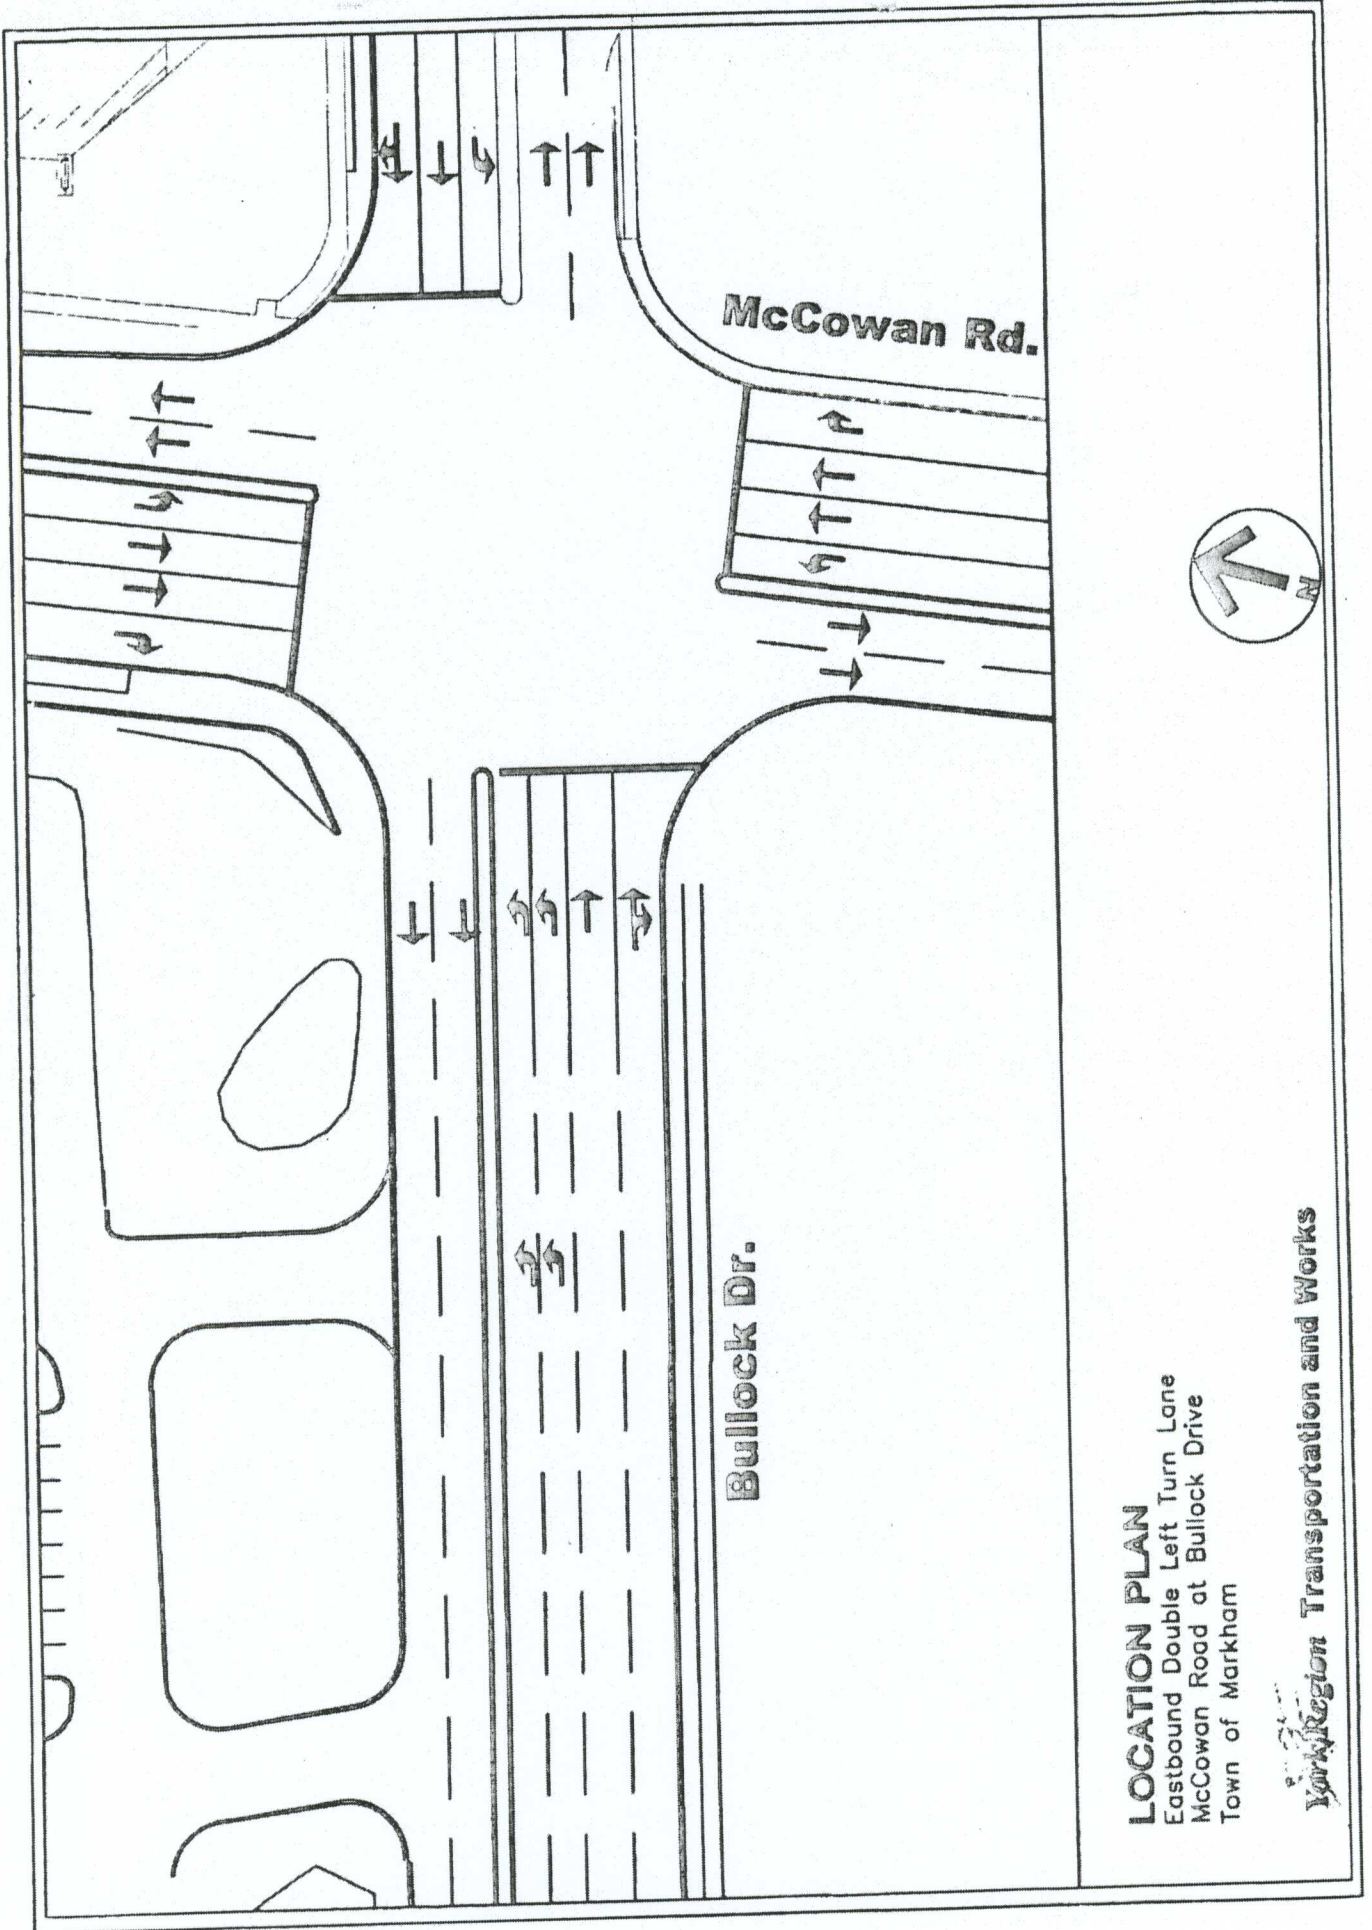 McCowan Rd.
Bullock Dr.
N
LOCATION PLAN
Eastbound Double Left Turn Lane
McCowan Road at Bullock Drive
Town of Markham
York Region Transportation and Works